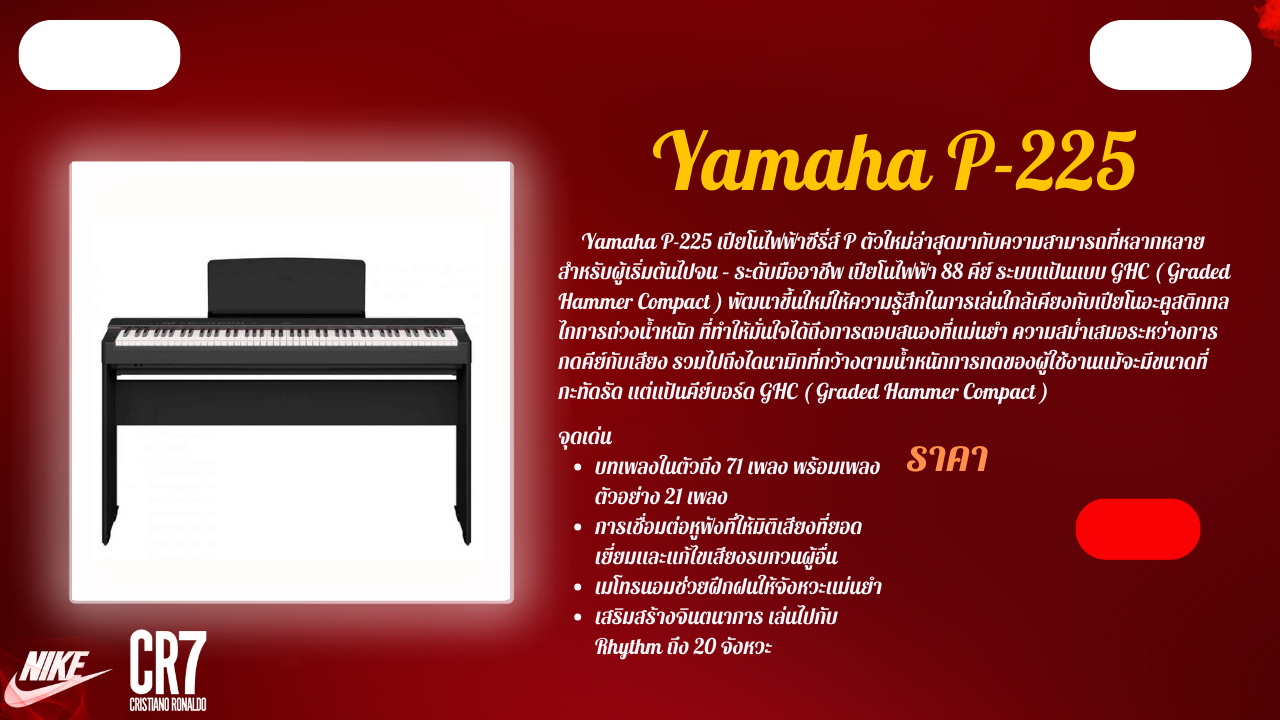 Yamaha P-225
Yamaha P-225 เปียโนไฟฟ้าซีรี่ส์ P ตัวใหม่ล่าสุดมากับความสามารถที่หลากหลาย
สำหรับผู้เริ่มต้นไปจน - ระดับมืออาชีพ เปียโนไฟฟ้า 88 คีย์ ระบบแป้นแบบ GHC ( Graded
Hammer Compact ) พัฒนาขึ้นใหม่ให้ความรู้สึกในการเล่นใกล้เคียงกับเปียโนอะคูสติกกล
ไกการถ่วงน้ำหนัก ที่ทำให้มั่นใจได้ถึงการตอบสนองที่แม่นยำ ความสม่ำเสมอระหว่างการ
กดคีย์กับเสียง รวมไปถึงไดนามิกที่กว้างตามน้ำหนักการกดของผู้ใช้งานแม้จะมีขนาดที่
กะทัดรัด แต่แป้นคีย์บอร์ด GHC ( Graded Hammer Compact )
จุดเด่น
• บทเพลงในตัวถึง 71 เพลง พร้อมเพลง
ตัวอย่าง 21 เพลง
• การเชื่อมต่อหูฟังที่ให้มิติเสียงที่ยอด
เยี่ยมและแก้ไขเสียงรบกวนผู้อื่น
• เมโทรนอมช่วยฝึกฝนให้จังหวะแม่นยำ
• เสริมสร้างจินตนาการ เล่นไปกับ
Rhythm ถึง 20 จังหวะ
ราคา
NIKE
CR7
CRISTIANO RONALDO